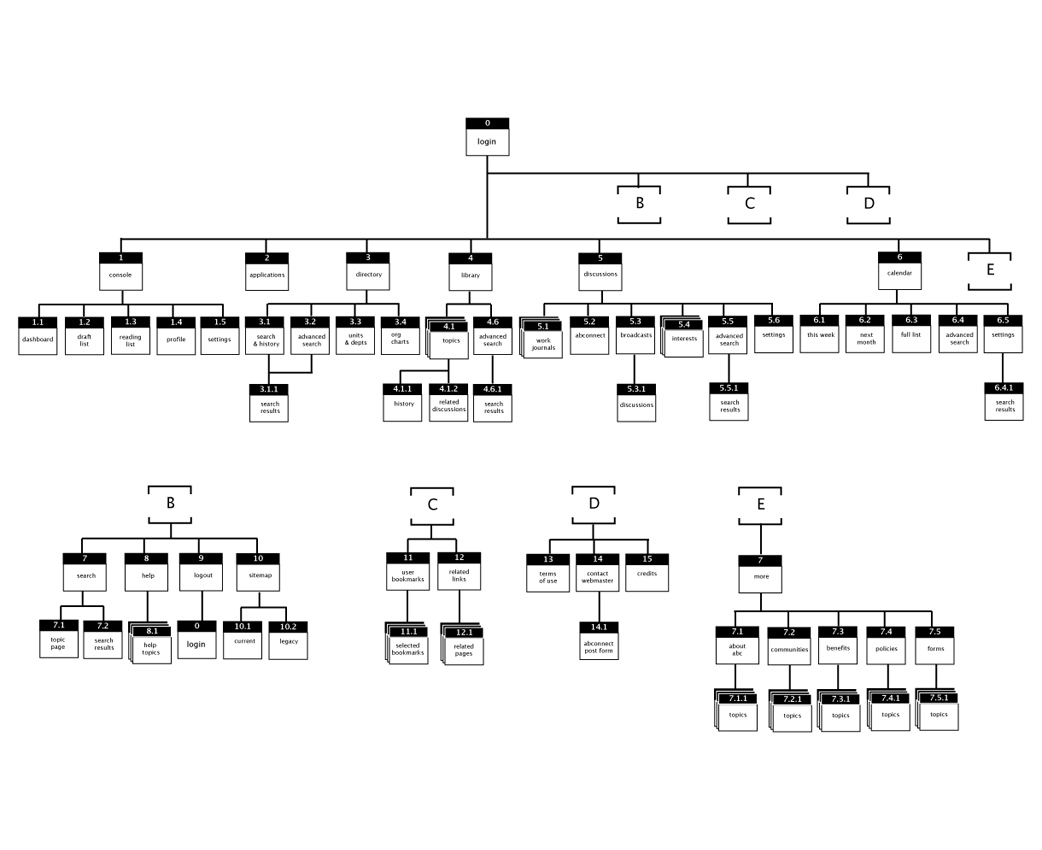 0
login
B
C
D
1
console
2
applications
3
directory
4
library
5
discussions
6
calendar
E
1.1
dashboard
1.2
draft
list
1.3
reading
list
1.4
profile
1.5
settings
3.1
search
& history
3.2
advanced
search
3.3
units
& depts
3.4
org
charts
4.1
topics
4.6
advanced
search
5.1
work
journals
5.2
abconnect
5.3
broadcasts
5.4
interests
5.5
advanced
search
5.6
settings
6.1
this week
6.2
next
month
6.3
full list
6.4
advanced
search
6.5
settings
3.1.1
search
results
4.1.1
history
4.1.2
related
discussions
4.6.1
search
results
5.3.1
discussions
5.5.1
search
results
6.4.1
search
results
B
7
search
8
help
9
logout
10
sitemap
7.1
topic
page
7.2
search
results
8.1
help
topics
0
login
10.1
current
10.2
legacy
C
11
user
bookmarks
12
related
links
11.1
selected
bookmarks
12.1
related
pages
D
13
terms
of use
14
contact
webmaster
15
credits
14.1
abconnect
post form
E
7
more
7.1
about
abc
7.2
communities
7.3
benefits
7.4
policies
7.5
forms
7.1.1
topics
7.2.1
topics
7.3.1
topics
7.4.1
topics
7.5.1
topics